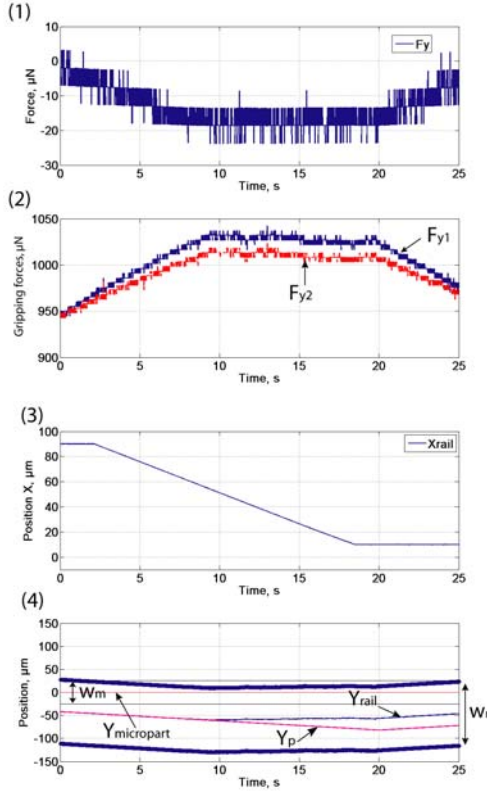 (1)
Fy
10
0
-10
-20
-30
Force, µN
0 5 10 15 20 25
Time, s
(2)
1050
1000
950
900
Gripping forces, µN
Fy1
Fy2
0 5 10 15 20 25
Time, s
(3)
Xrail
100
80
60
40
20
0
Position X, µm
0 5 10 15 20 25
Time, s
(4)
150
100
50
0
-50
-100
-150
Position, µm
Wm
Ymicropart
Yp
Yrail
0 5 10 15 20 25
Time, s